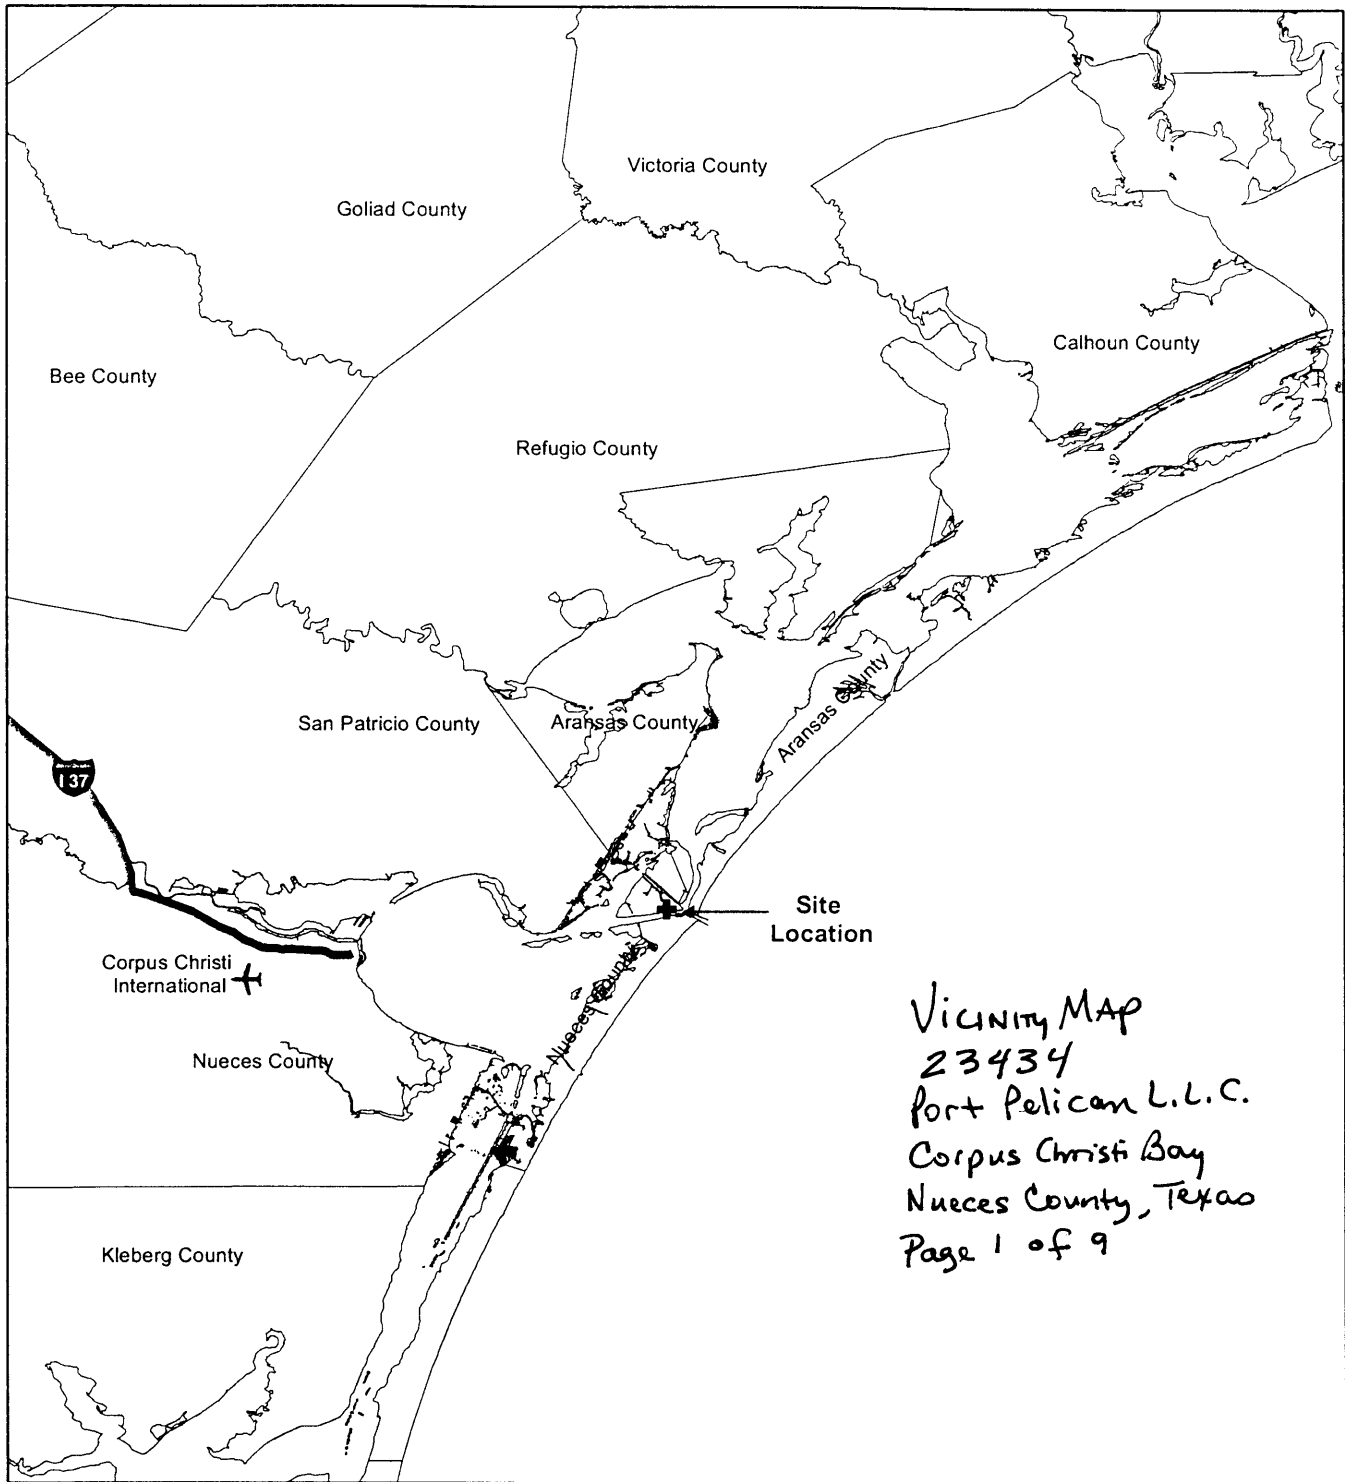 Victoria County
Goliad County
Calhoun County
Bee County
Refugio County
San Patricio County
Aransas County
Aransas County
I 37
Site
Location
Corpus Christi
International
Nueces County
Nueces County
Kleberg County
Vicinity Map
23434
Port Pelican L.L.C.
Corpus Christi Bay
Nueces County, Texas
Page 1 of 9